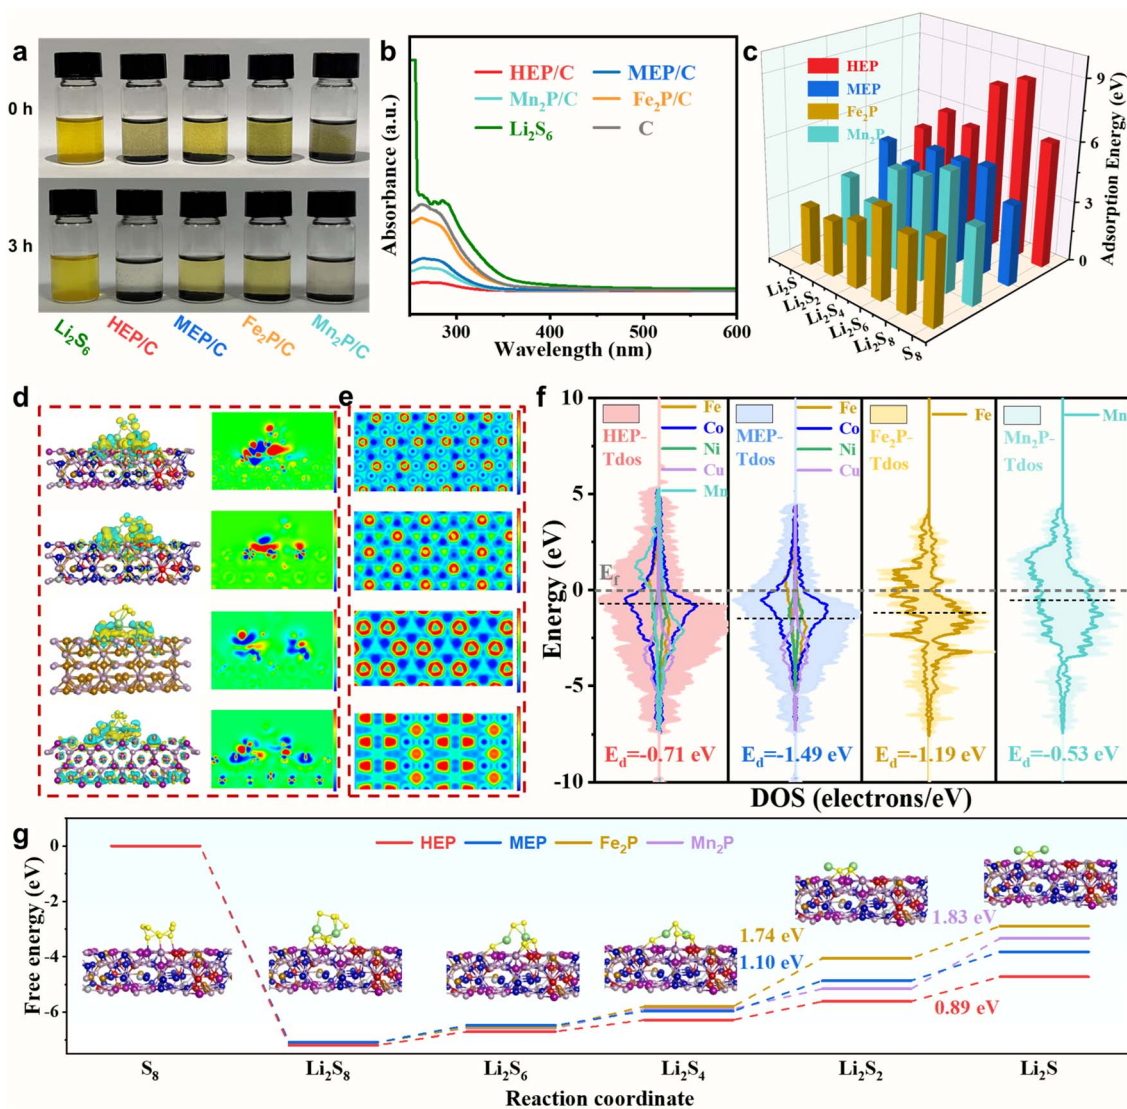 a
0 h
3 h
Li2S6
HEP/C
MEP/C
Fe2P/C
Mn2P/C
b
Absorbance (a.u.)
HEP/C
MEP/C
Mn2P/C
Fe2P/C
Li2S6
C
300
400
500
600
Wavelength (nm)
c
HEP
MEP
Fe2P
Mn2P
9
6
3
0
Adsorption Energy (eV)
Li2S
Li2S2
Li2S4
Li2S6
Li2S8
S8
d
e
f
Energy (eV)
10
5
0
-5
-10
Ef
HEP-
Tdos
Fe
Co
Ni
Cu
Mn
Ed=-0.71 eV
MEP-
Tdos
Fe
Co
Ni
Cu
Ed=-1.49 eV
Fe2P-
Tdos
Fe
Ed=-1.19 eV
Mn2P-
Tdos
Mn
Ed=-0.53 eV
DOS (electrons/eV)
g
Free energy (eV)
0
-2
-4
-6
HEP
MEP
Fe2P
Mn2P
1.74 eV
1.10 eV
1.83 eV
0.89 eV
S8
Li2S8
Li2S6
Li2S4
Li2S2
Li2S
Reaction coordinate